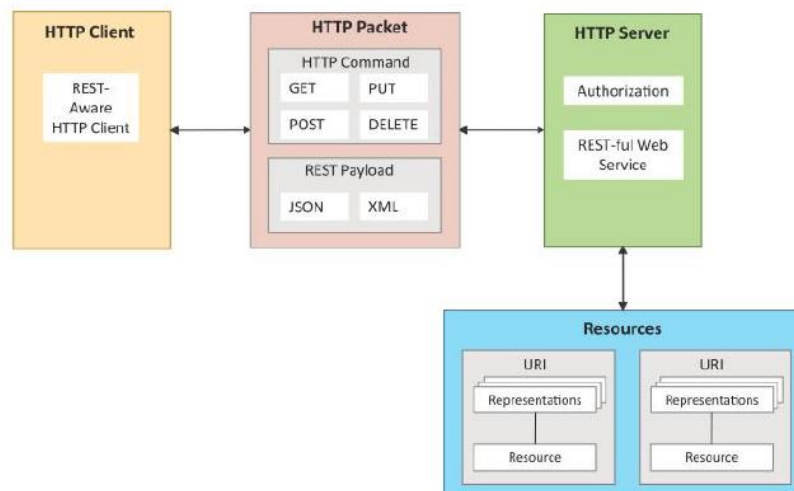 HTTP Client
REST-
Aware
HTTP Client
HTTP Packet
HTTP Command
GET
PUT
POST
DELETE
REST Payload
JSON
XML
HTTP Server
Authorization
REST-ful Web
Service
Resources
URI
Representations
Resource
URI
Representations
Resource